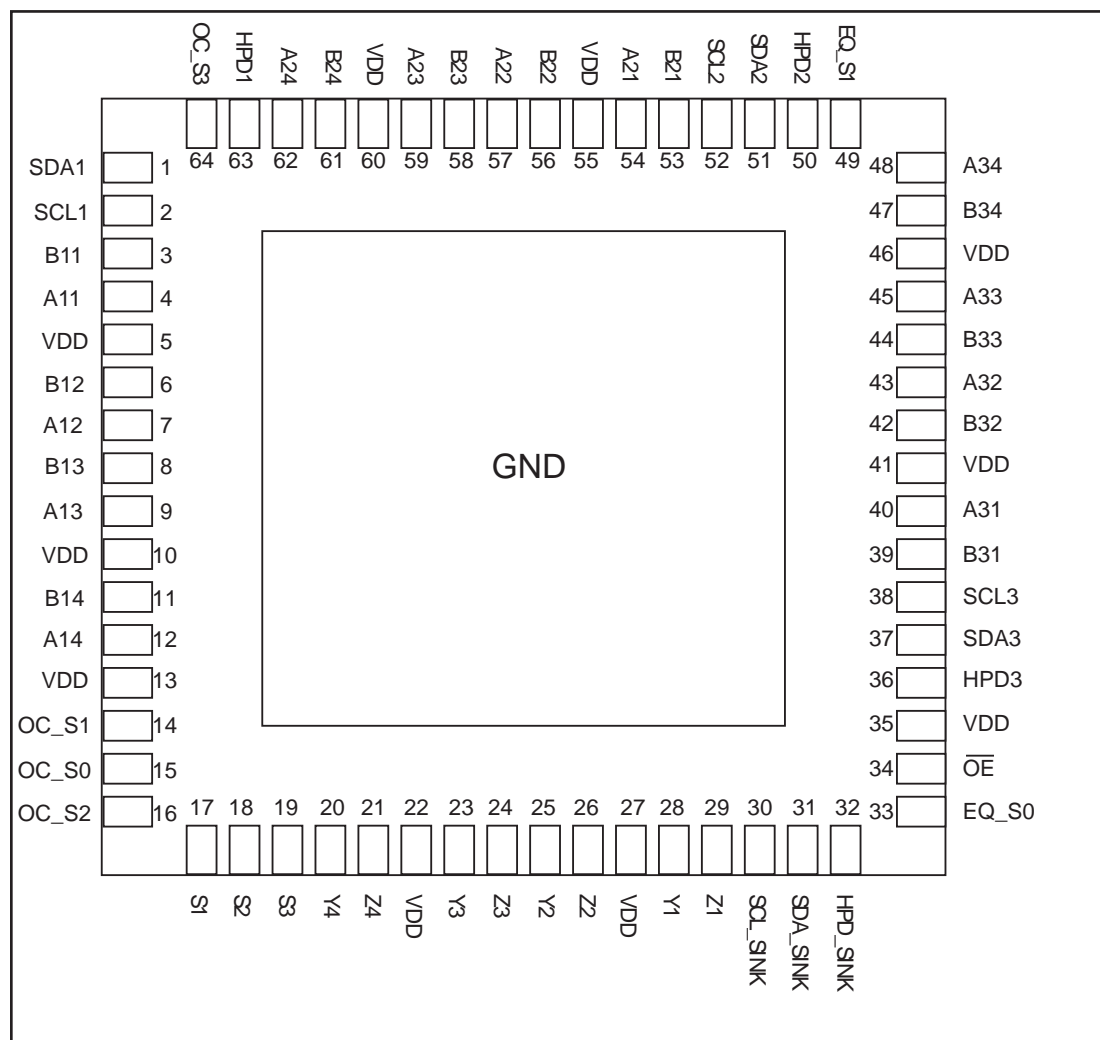 OC_S3 HPD1 A24 B24 VDD A23 B23 A22 B22 VDD A21 B21 SCL2 SDA2 HPD2 EQ_S1
64 63 62 61 60 59 58 57 56 55 54 53 52 51 50 49
SDA1 1 48 A34
SCL1 2 47 B34
B11 3 46 VDD
A11 4 45 A33
VDD 5 44 B33
B12 6 43 A32
A12 7 42 B32
B13 8 41 VDD
GND
A13 9 40 A31
VDD 10 39 B31
B14 11 38 SCL3
A14 12 37 SDA3
VDD 13 36 HPD3
OC_S1 14 35 VDD
OC_S0 15 34 O̅E̅
OC_S2 16 33 EQ_S0
17 18 19 20 21 22 23 24 25 26 27 28 29 30 31 32
S1 S2 S3 Y4 Z4 VDD Y3 Z3 Y2 Z2 VDD Y1 Z1 SCL_SINK SDA_SINK HPD_SINK